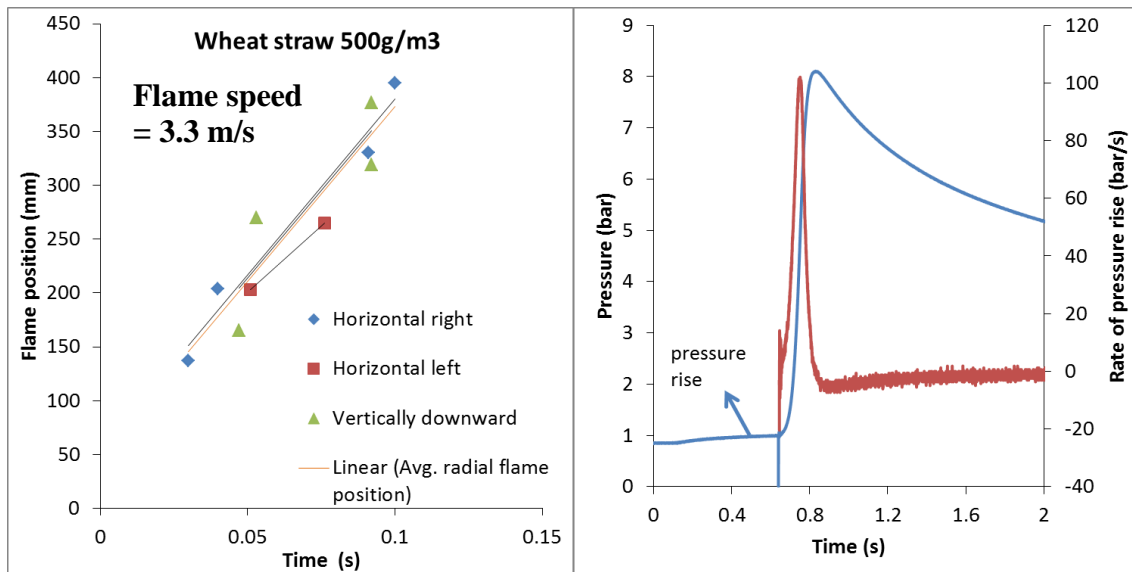 Wheat straw 500g/m3
Flame speed
= 3.3 m/s
450
400
350
300
250
200
150
100
50
0
Flame position (mm)
Horizontal right
Horizontal left
Vertically downward
Linear (Avg. radial flame
position)
0
0.05
0.1
0.15
Time (s)
9
8
7
6
5
4
3
2
1
0
Pressure (bar)
pressure
rise
120
100
80
60
40
20
0
-20
-40
Rate of pressure rise (bar/s)
0
0.4
0.8
1.2
1.6
2
Time (s)